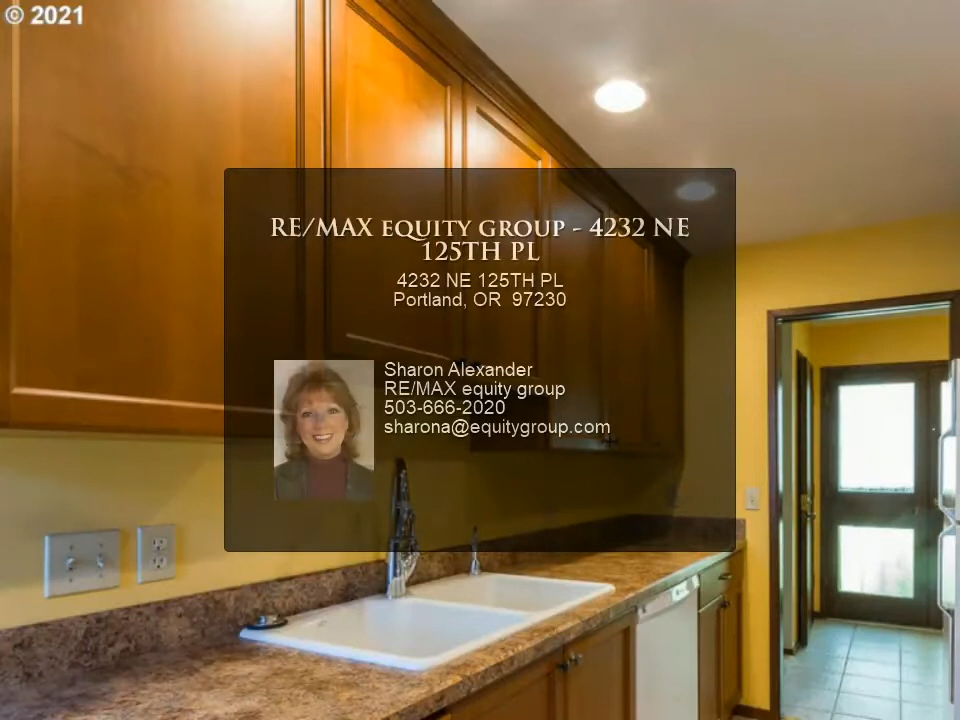 © 2021
RE/MAX EQUITY GROUP - 4232 NE
125TH PL
4232 NE 125TH PL
Portland, OR 97230
Sharon Alexander
RE/MAX equity group
503-666-2020
sharona@equitygroup.com